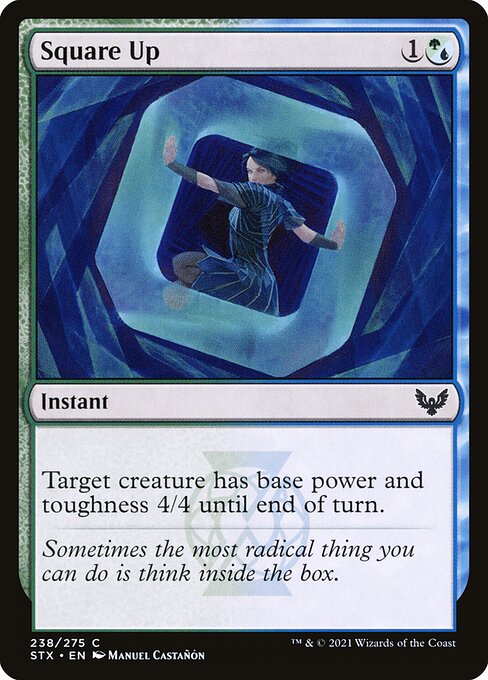 Square Up 1
Instant
Target creature has base power and
toughness 4/4 until end of turn.
Sometimes the most radical thing you
can do is think inside the box.
238/275 C
STX • EN Manuel Castañón
™ & © 2021 Wizards of the Coast